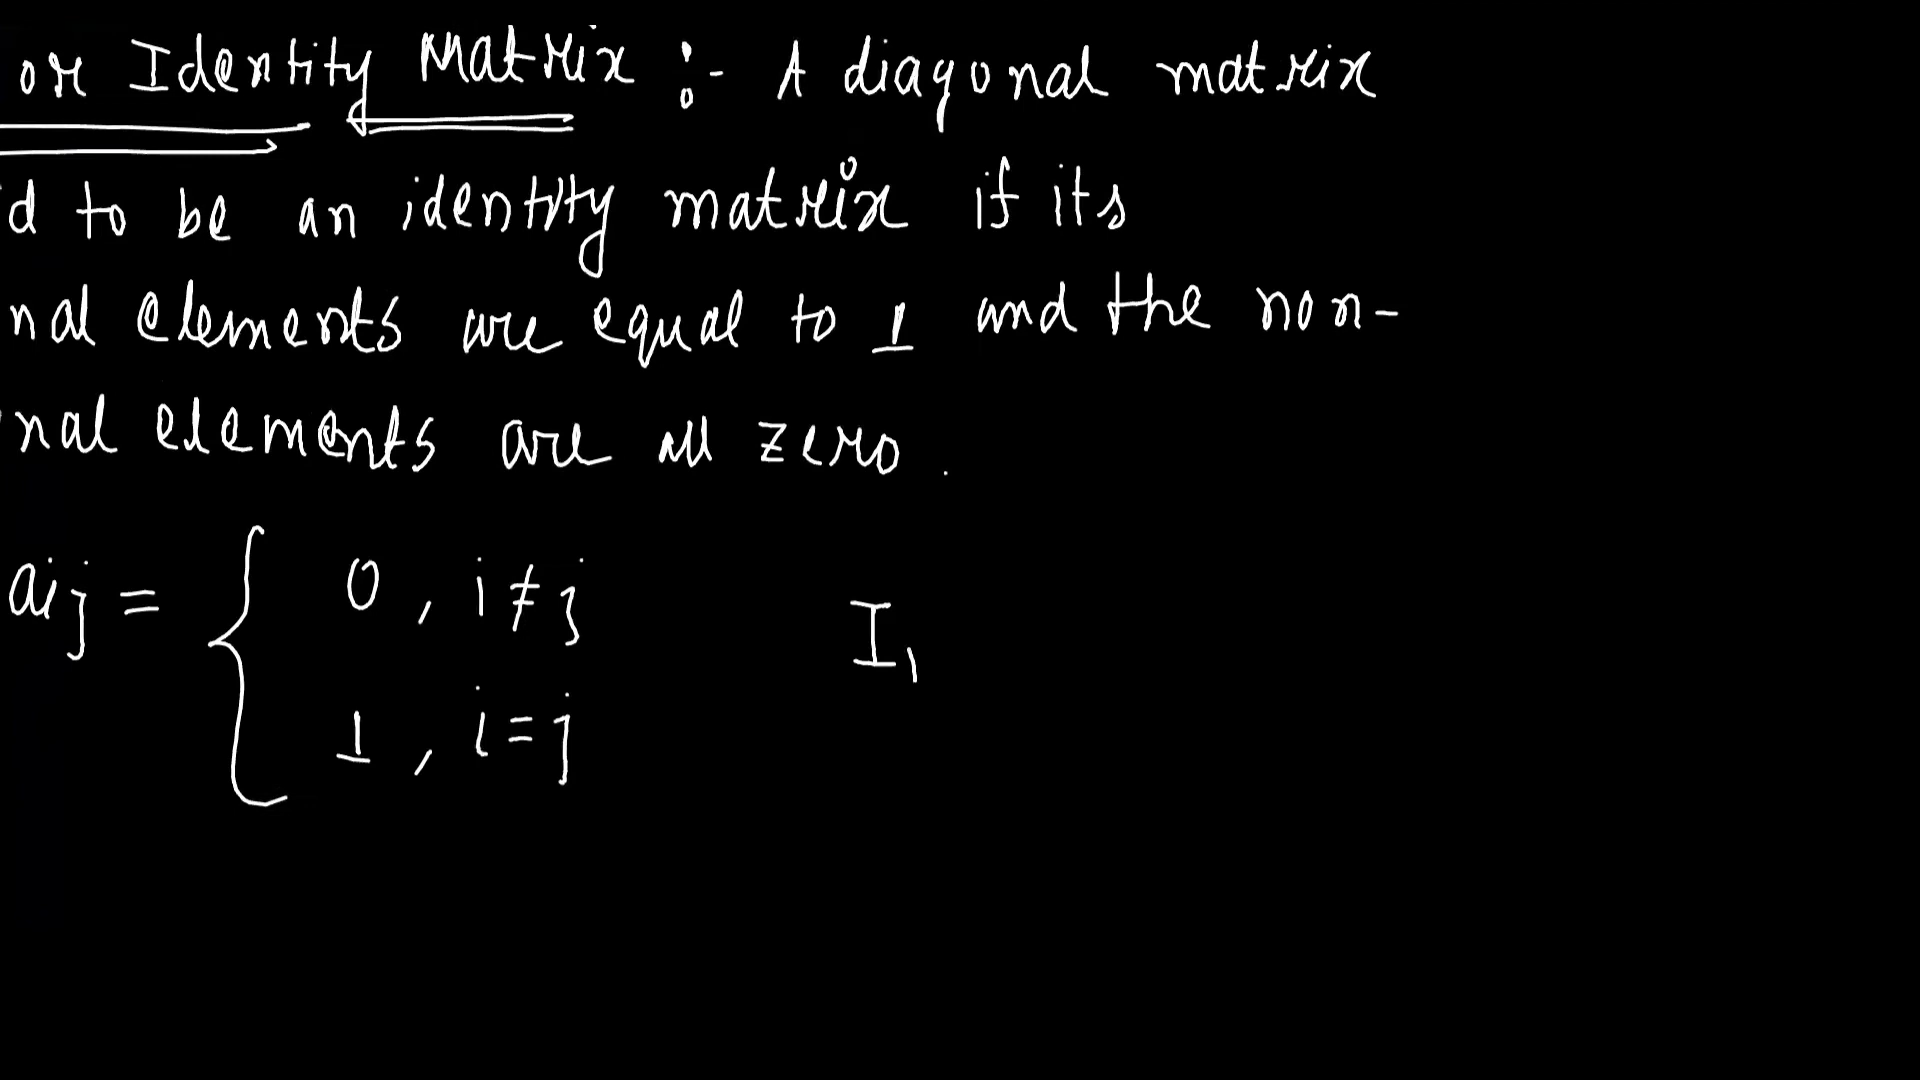 or Identity Matrix :- A diagonal matrix
d to be an identity matrix if its
nal elements are equal to 1 and the non-
nal elements are all zero.
aij = { 0 , i ≠ j
1 , i = j
I₁